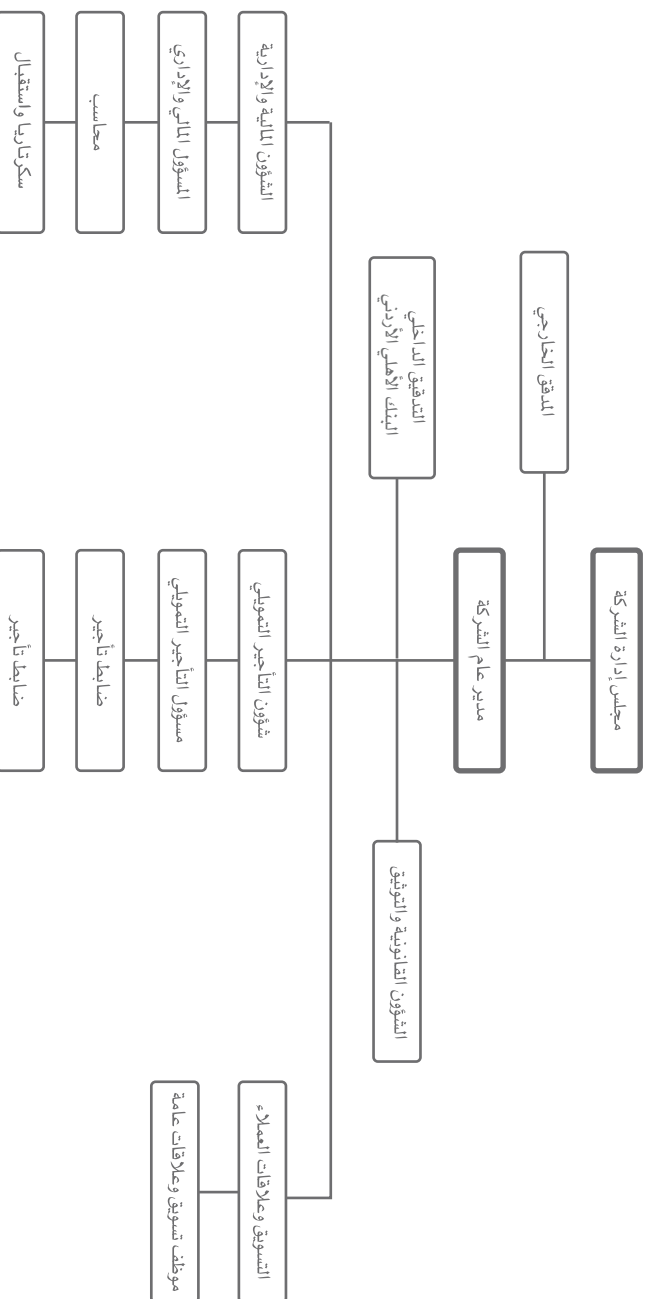 مجلس إدارة الشركة
المدقق الخارجي
مدير عام الشركة
التدقيق الداخلي
البنك الأهلي الأردني
الشؤون القانونية والتوثيق
الشؤون المالية والإدارية
المسؤول المالي والإداري
محاسب
سكرتاريا واستقبال
شؤون التأجير التمويلي
مسؤول التأجير التمويلي
ضابط تأجير
ضابط تأجير
التسويق وعلاقات العملاء
موظف تسويق وعلاقات عامة